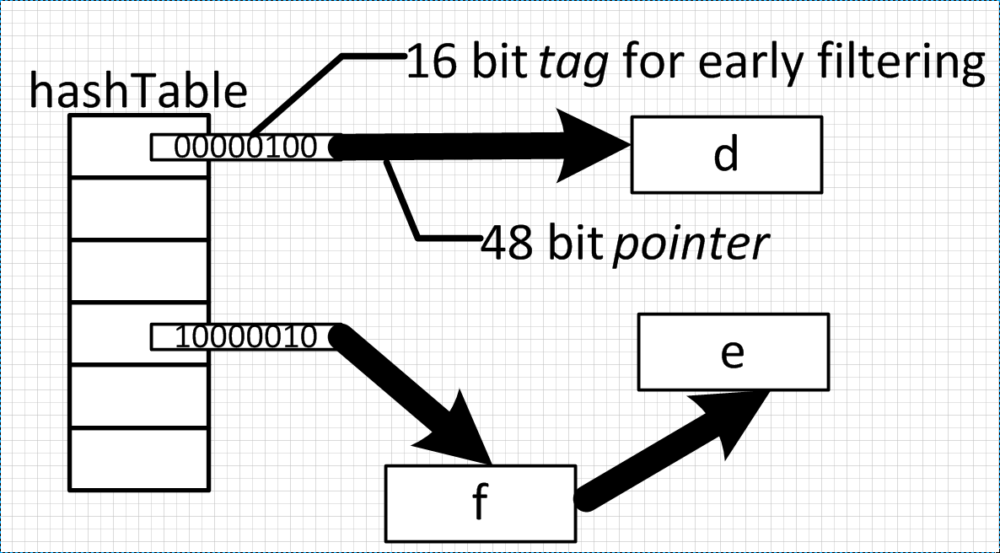 16 bit tag for early filtering
hashTable
00000100
d
48 bit pointer
10000010
e
f